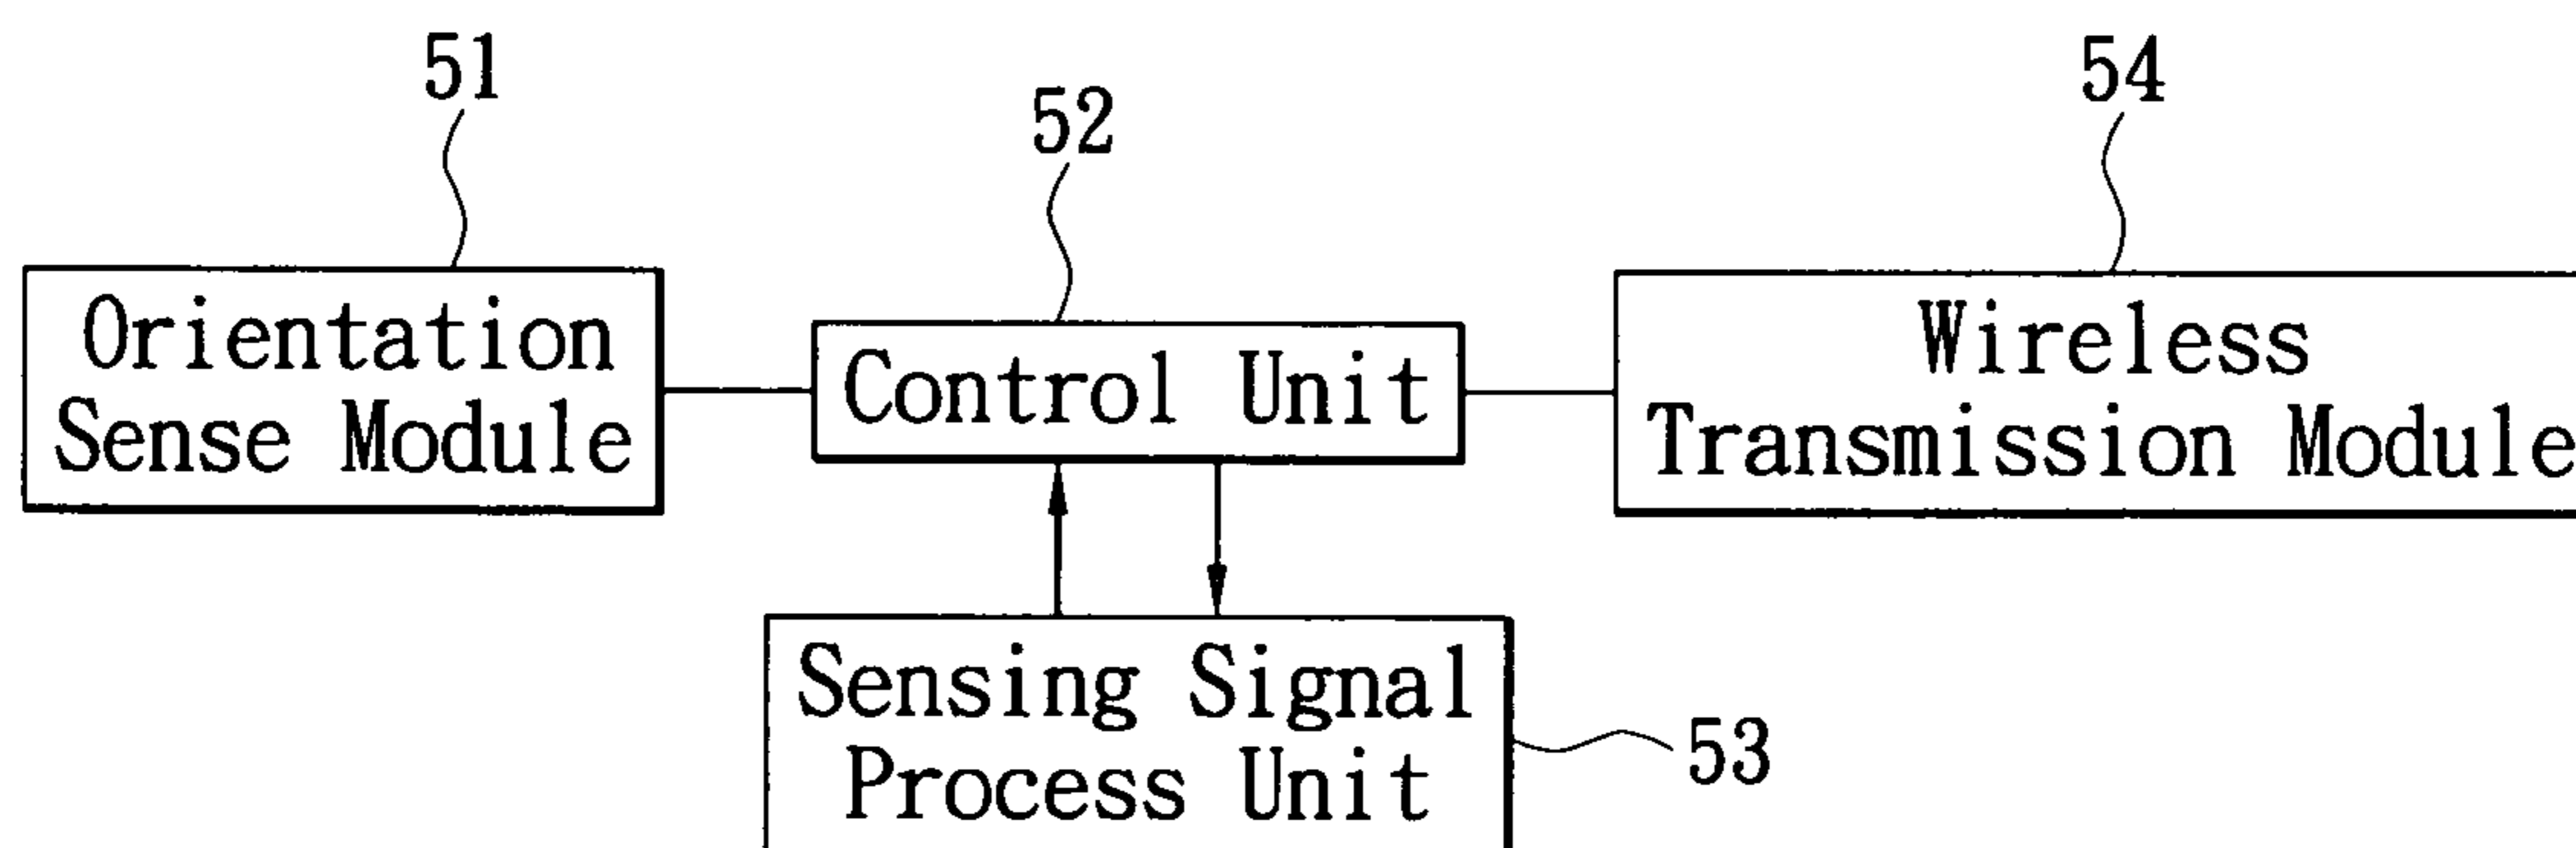 51
52
54
Orientation
Sense Module
Control Unit
Wireless
Transmission Module
Sensing Signal
Process Unit
53